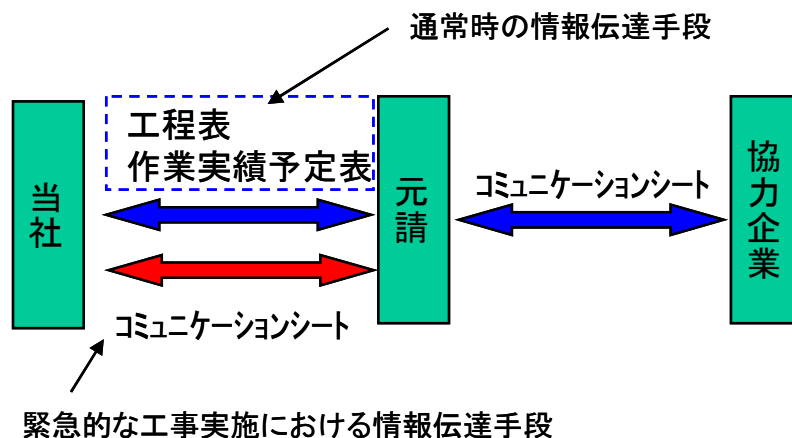 通常時の情報伝達手段
工程表
作業実績予定表
当社
元請
協力企業
コミュニケーションシート
コミュニケーションシート
緊急的な工事実施における情報伝達手段